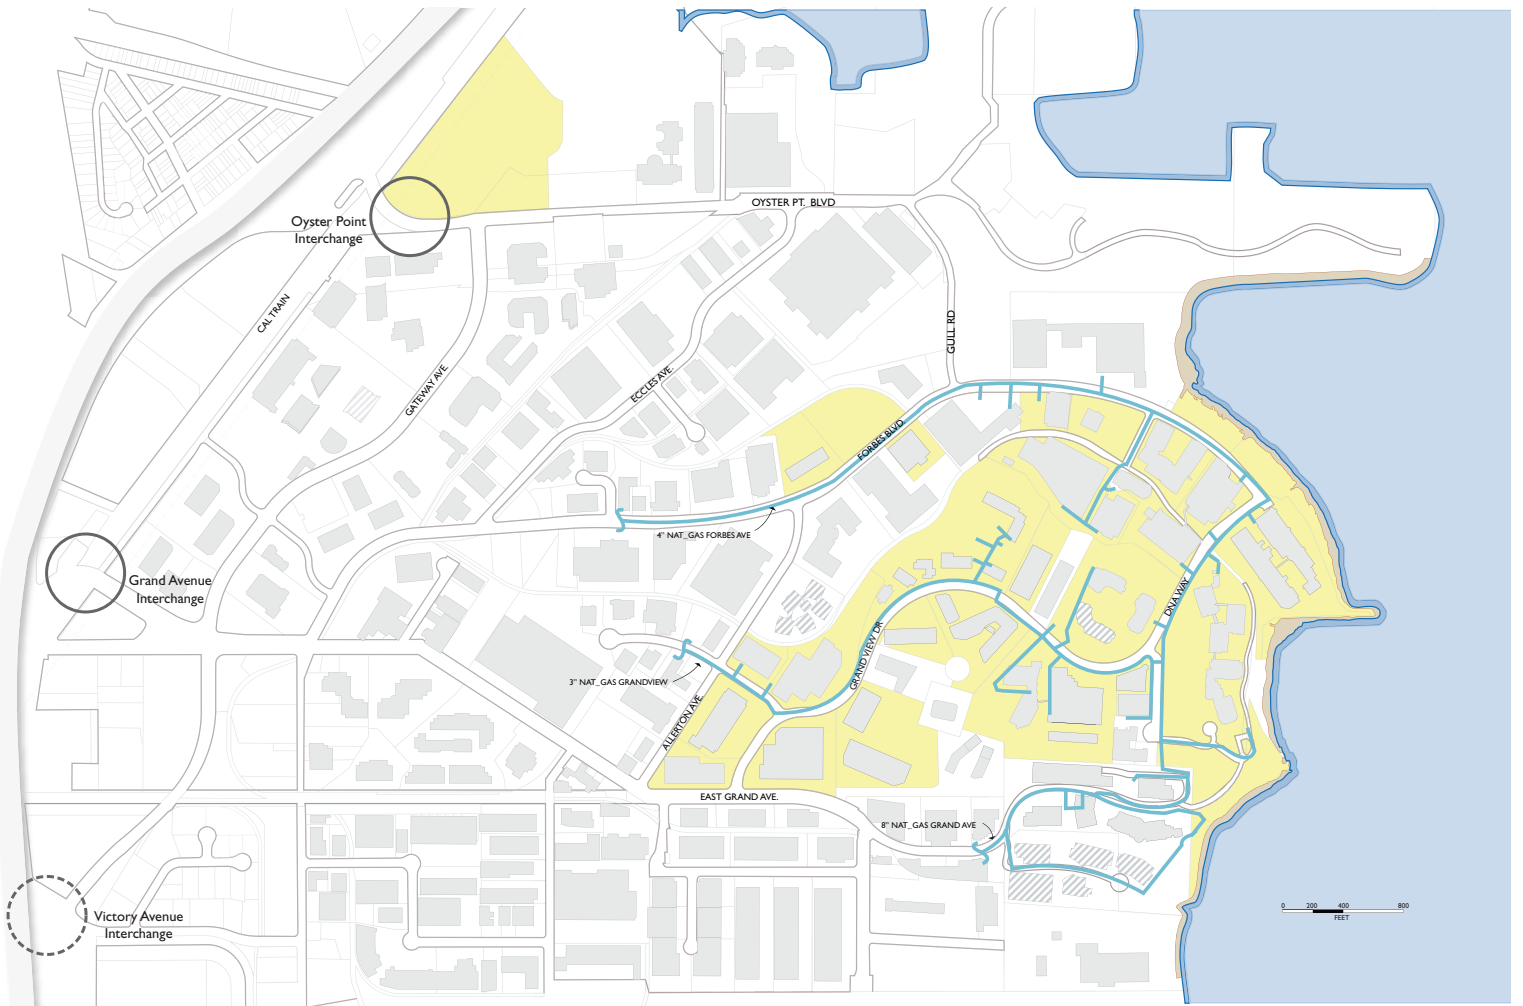 OYSTER PT. BLVD
Oyster Point
Interchange
CAL TRAIN
GULL RD
GATEWAY AVE.
ECCLES AVE.
FORBES BLVD
4" NAT_GAS FORBES AVE
Grand Avenue
Interchange
DNA WAY
GRANDVIEW DR
3" NAT_GAS GRANDVIEW
ALLERTON AVE.
EAST GRAND AVE.
8" NAT_GAS GRAND AVE
Victory Avenue
Interchange
0 200 400 800
FEET